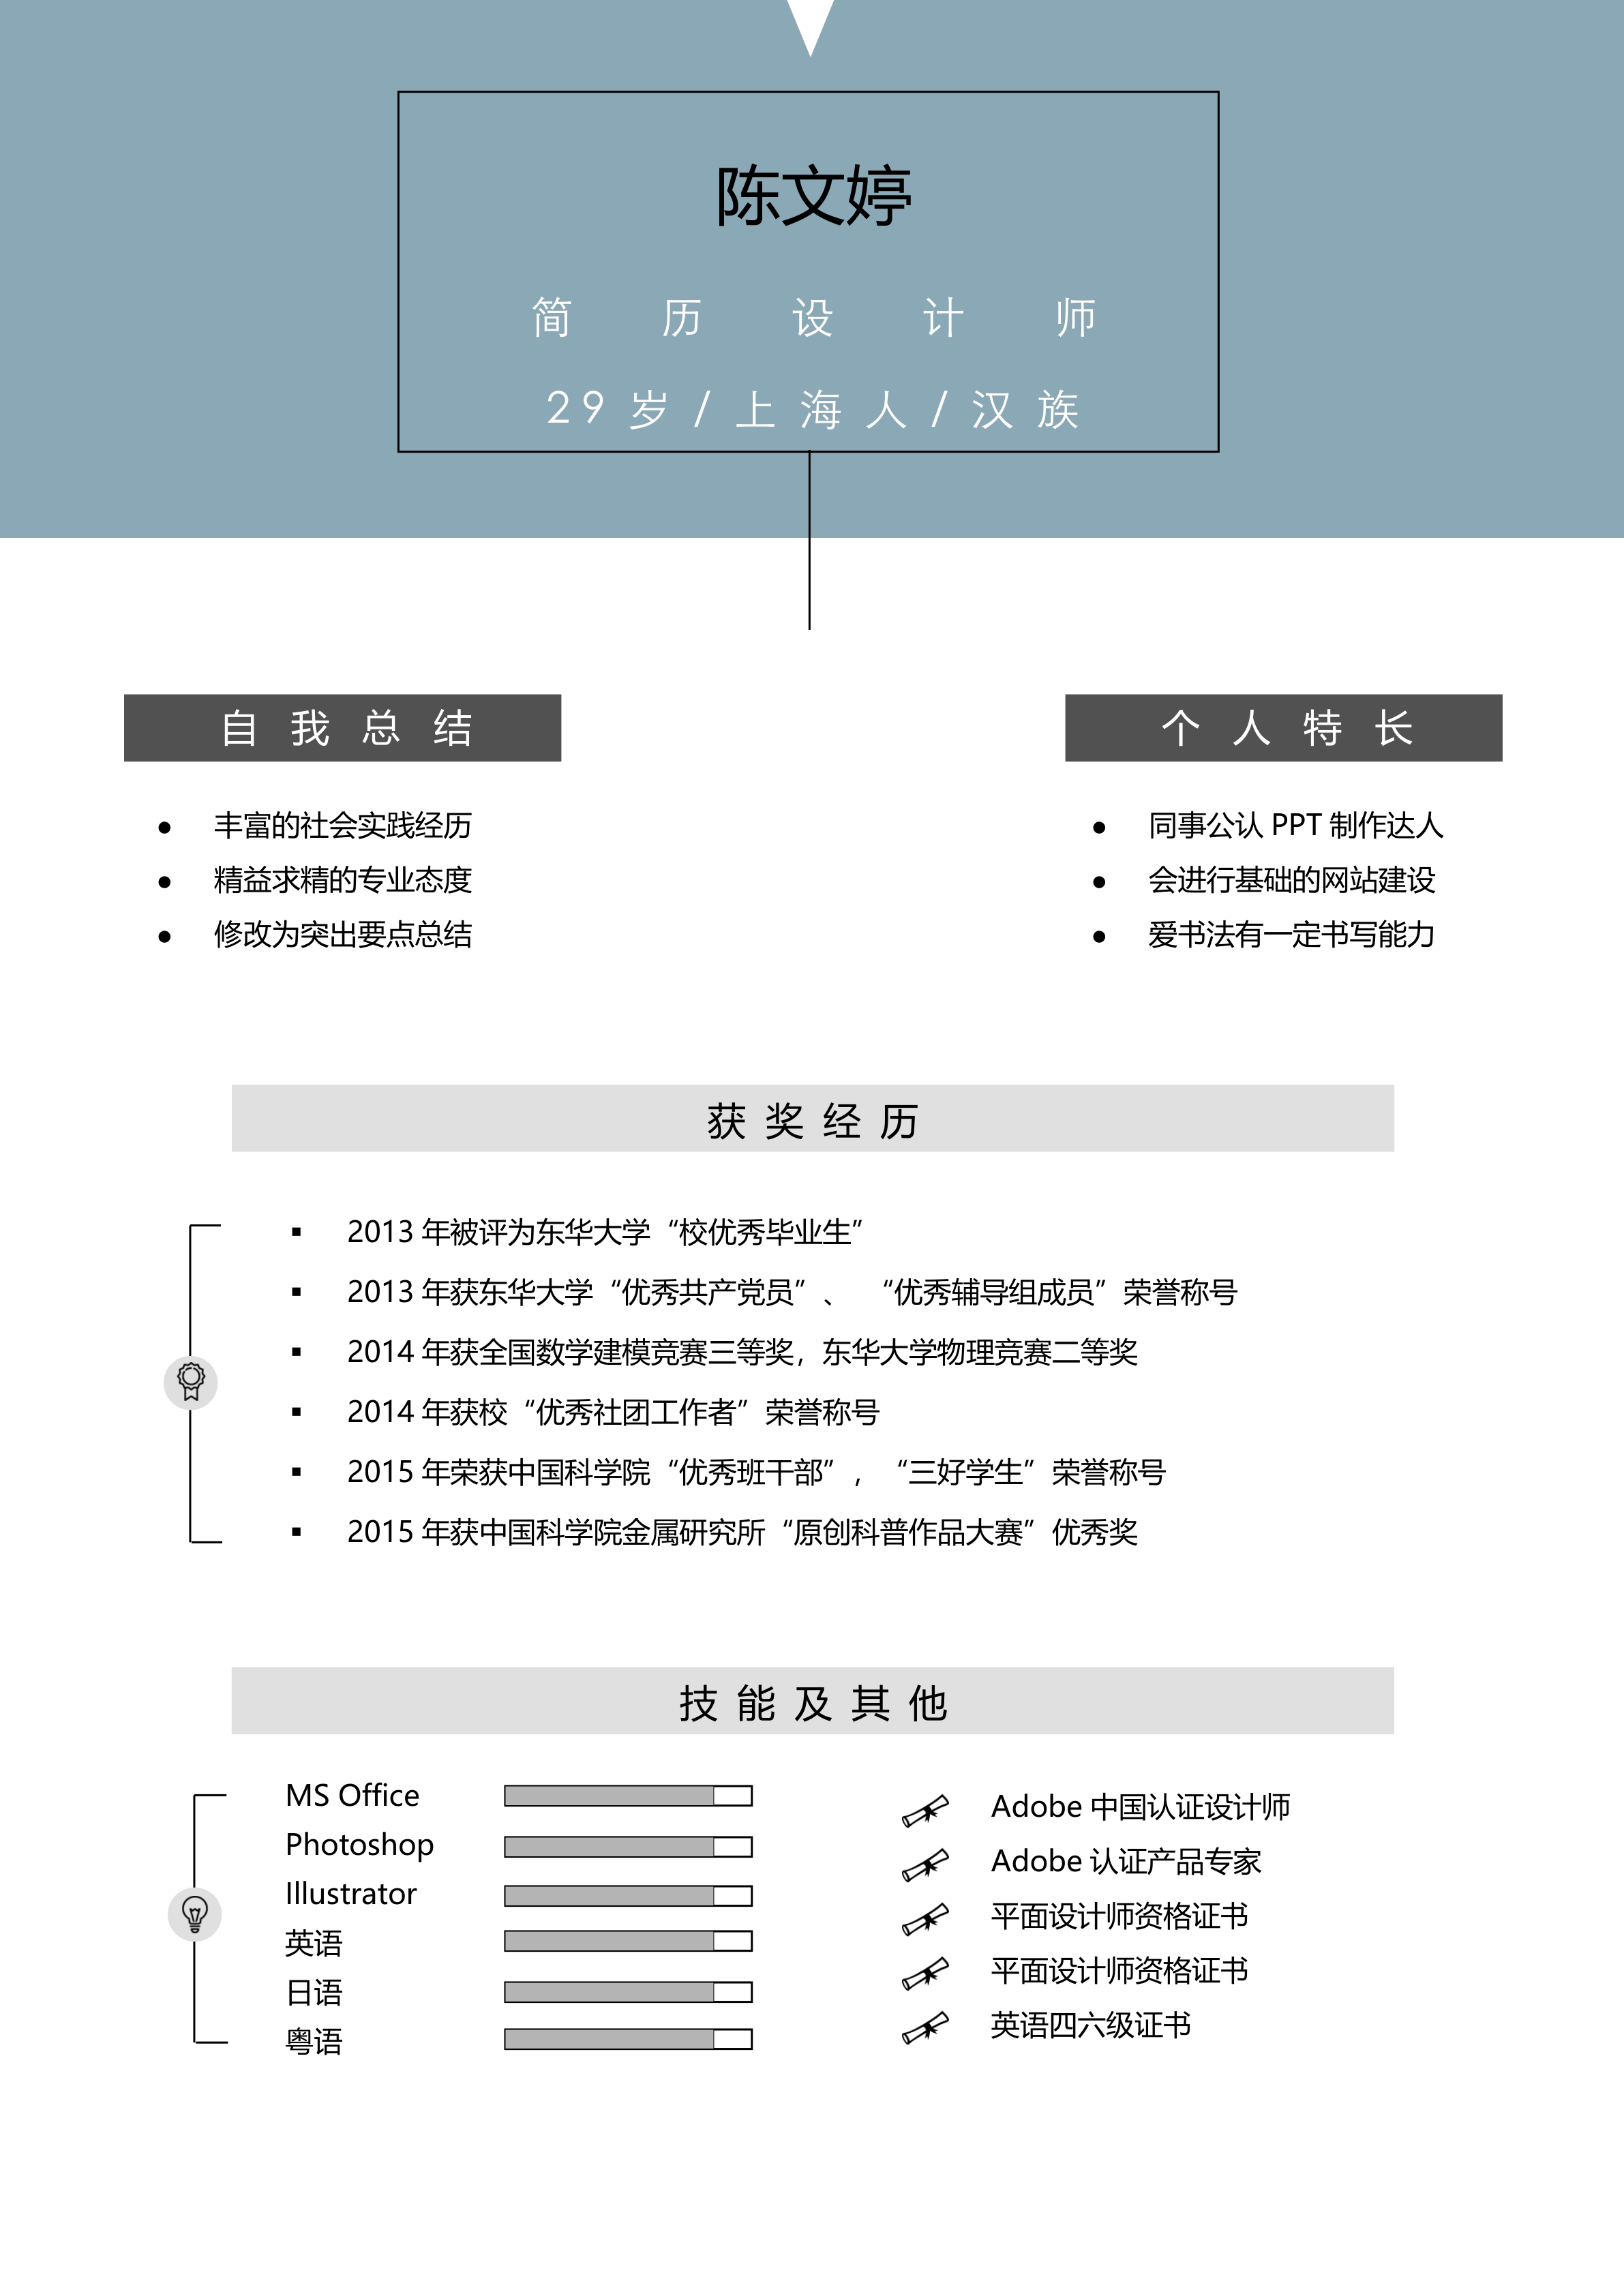 陈文婷
简历设计师
29岁/上海人/汉族
自我总结
丰富的社会实践经历
精益求精的专业态度
修改为突出要点总结
个人特长
同事公认 PPT 制作达人
会进行基础的网站建设
爱书法有一定书写能力
获奖经历
2013 年被评为东华大学“校优秀毕业生”
2013 年获东华大学“优秀共产党员”、 “优秀辅导组成员”荣誉称号
2014 年获全国数学建模竞赛三等奖，东华大学物理竞赛二等奖
2014 年获校“优秀社团工作者”荣誉称号
2015 年荣获中国科学院“优秀班干部”， “三好学生”荣誉称号
2015 年获中国科学院金属研究所“原创科普作品大赛”优秀奖
技能及其他
MS Office
Photoshop
Illustrator
英语
日语
粤语
Adobe 中国认证设计师
Adobe 认证产品专家
平面设计师资格证书
平面设计师资格证书
英语四六级证书